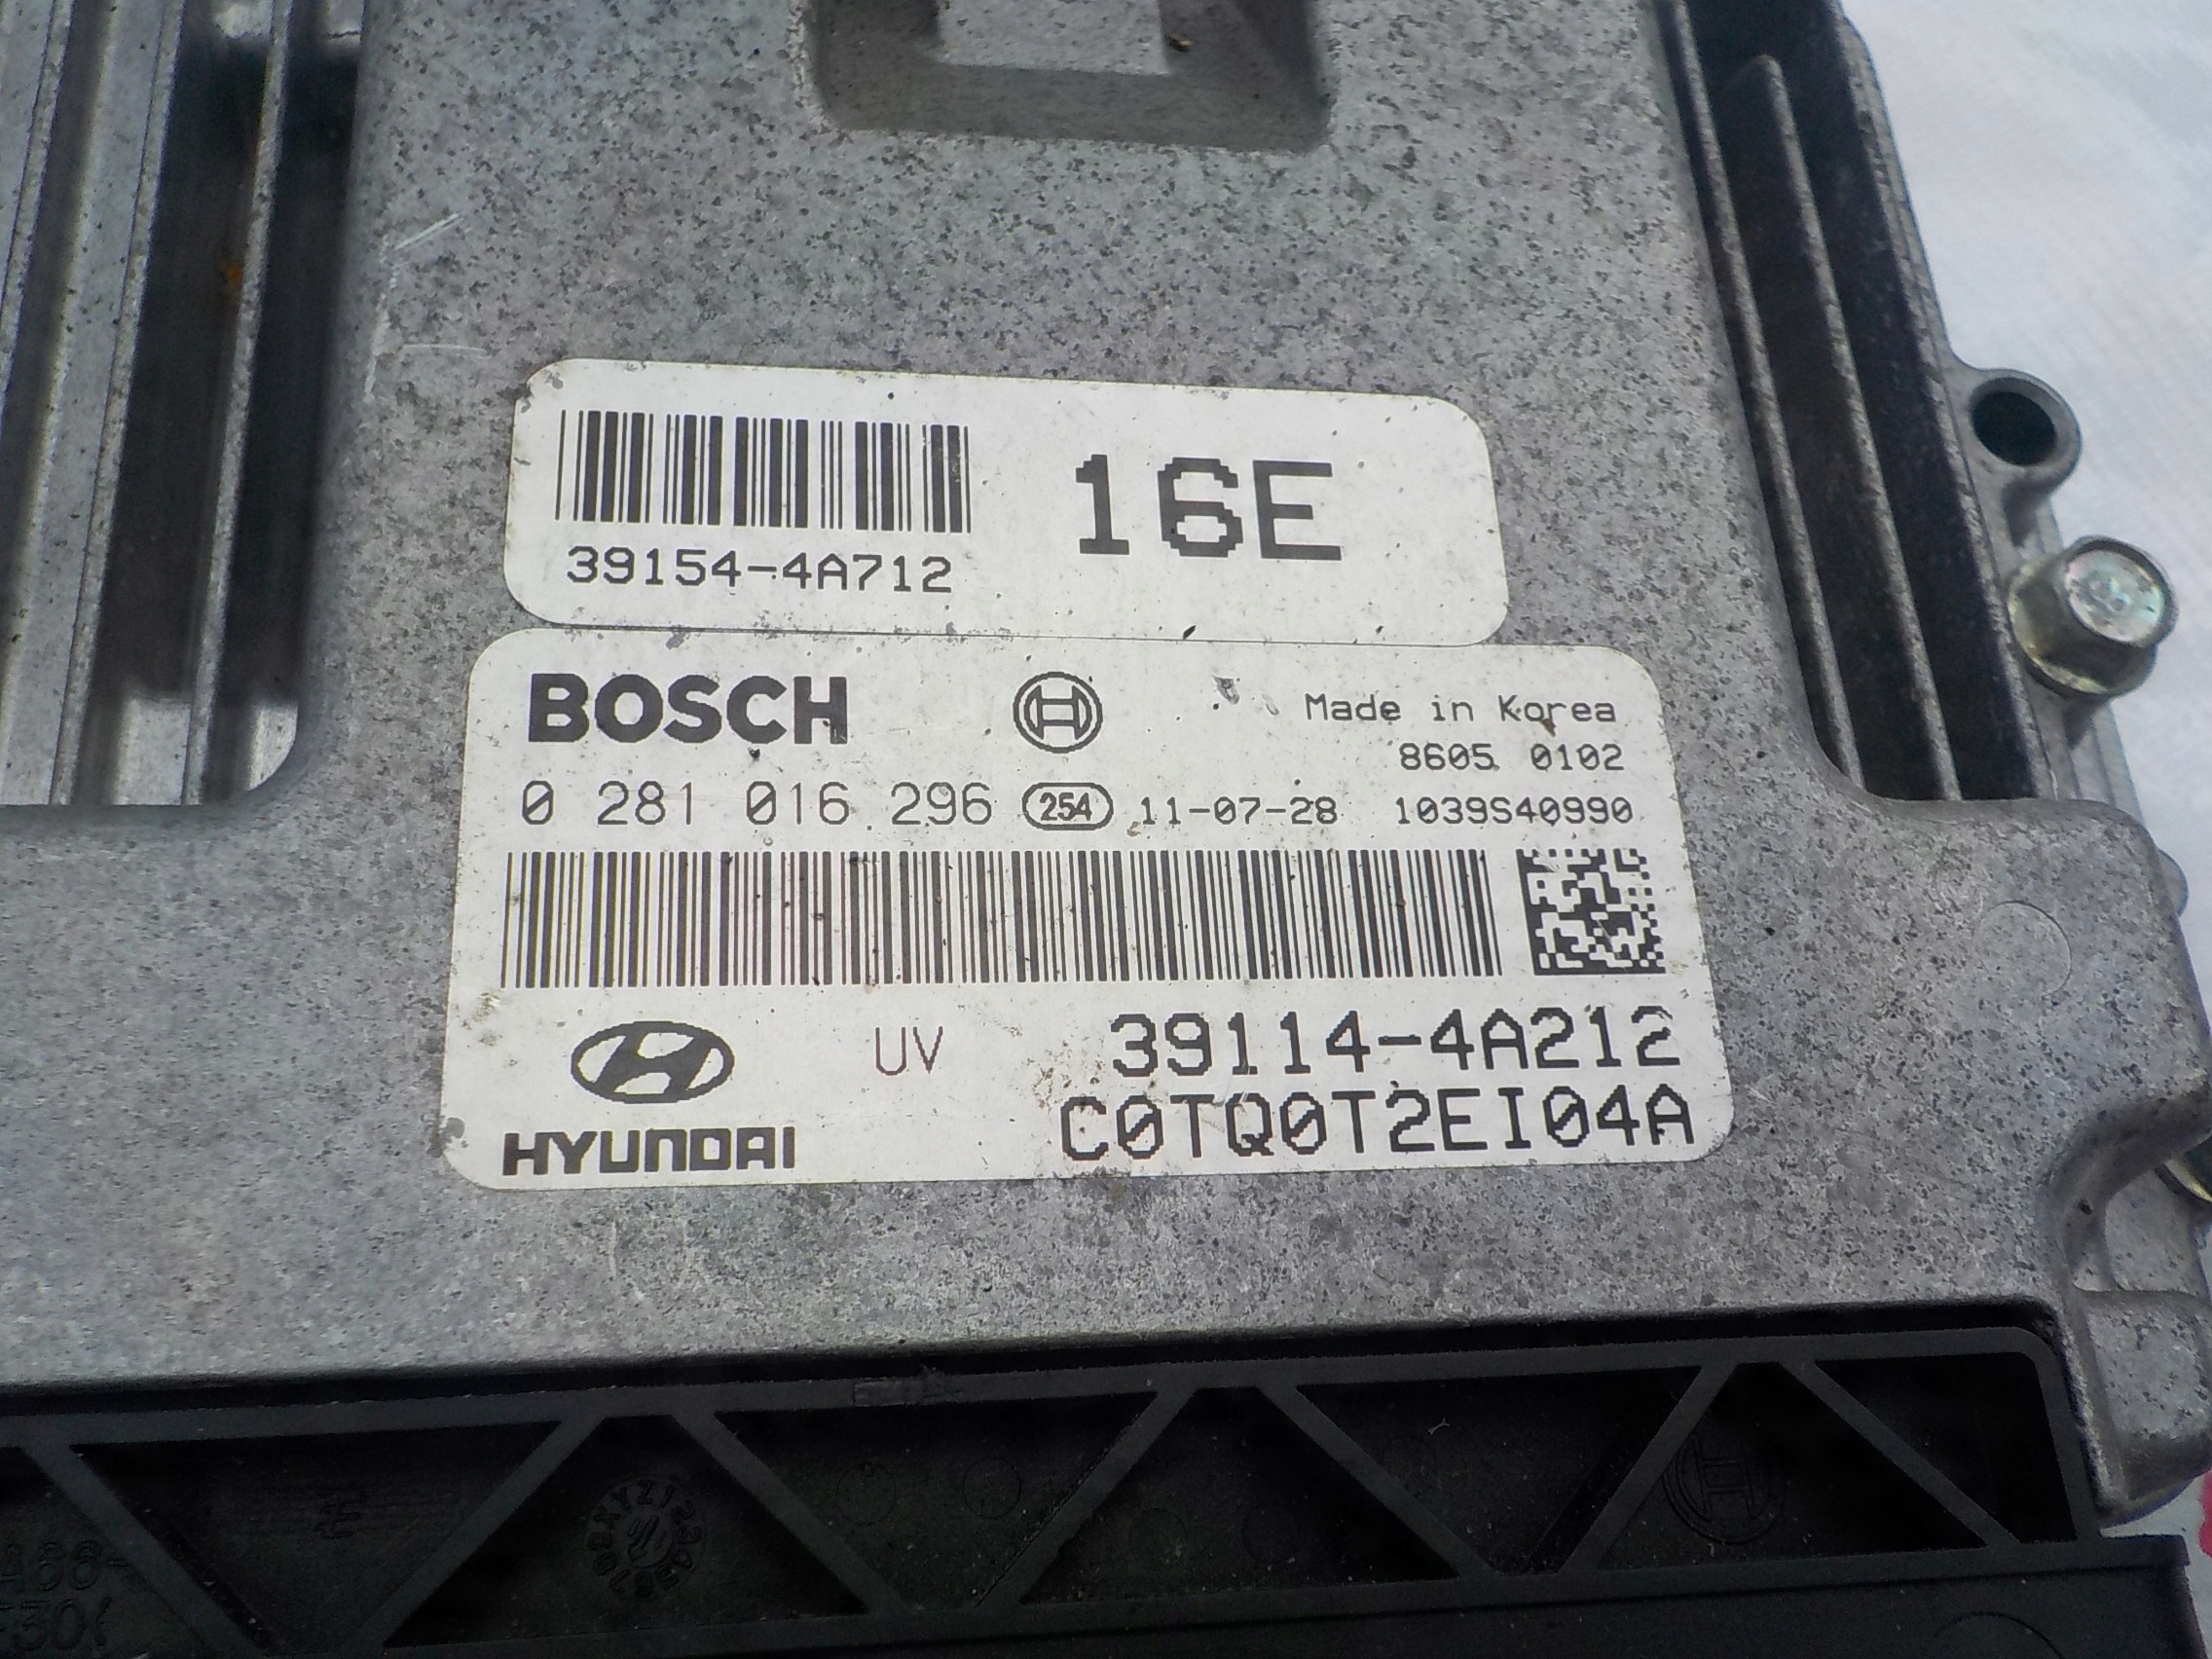 16E
39154-4A712
BOSCH
Made in Korea
8605 0102
0 281 016 296 254 11-07-28 1039S40990
UV
39114-4A212
HYUNDAI
C0TQ0T2EI04A